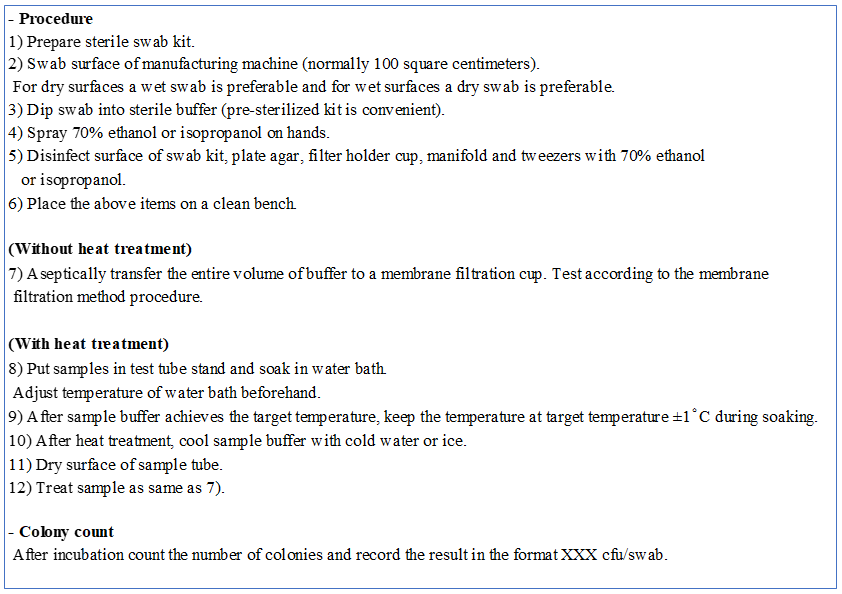 - Procedure
1) Prepare sterile swab kit.
2) Swab surface of manufacturing machine (normally 100 square centimeters).
For dry surfaces a wet swab is preferable and for wet surfaces a dry swab is preferable.
3) Dip swab into sterile buffer (pre-sterilized kit is convenient).
4) Spray 70% ethanol or isopropanol on hands.
5) Disinfect surface of swab kit, plate agar, filter holder cup, manifold and tweezers with 70% ethanol
or isopropanol.
6) Place the above items on a clean bench.
(Without heat treatment)
7) Aseptically transfer the entire volume of buffer to a membrane filtration cup. Test according to the membrane
filtration method procedure.
(With heat treatment)
8) Put samples in test tube stand and soak in water bath.
Adjust temperature of water bath beforehand.
9) After sample buffer achieves the target temperature, keep the temperature at target temperature ±1˚C during soaking.
10) After heat treatment, cool sample buffer with cold water or ice.
11) Dry surface of sample tube.
12) Treat sample as same as 7).
- Colony count
After incubation count the number of colonies and record the result in the format XXX cfu/swab.